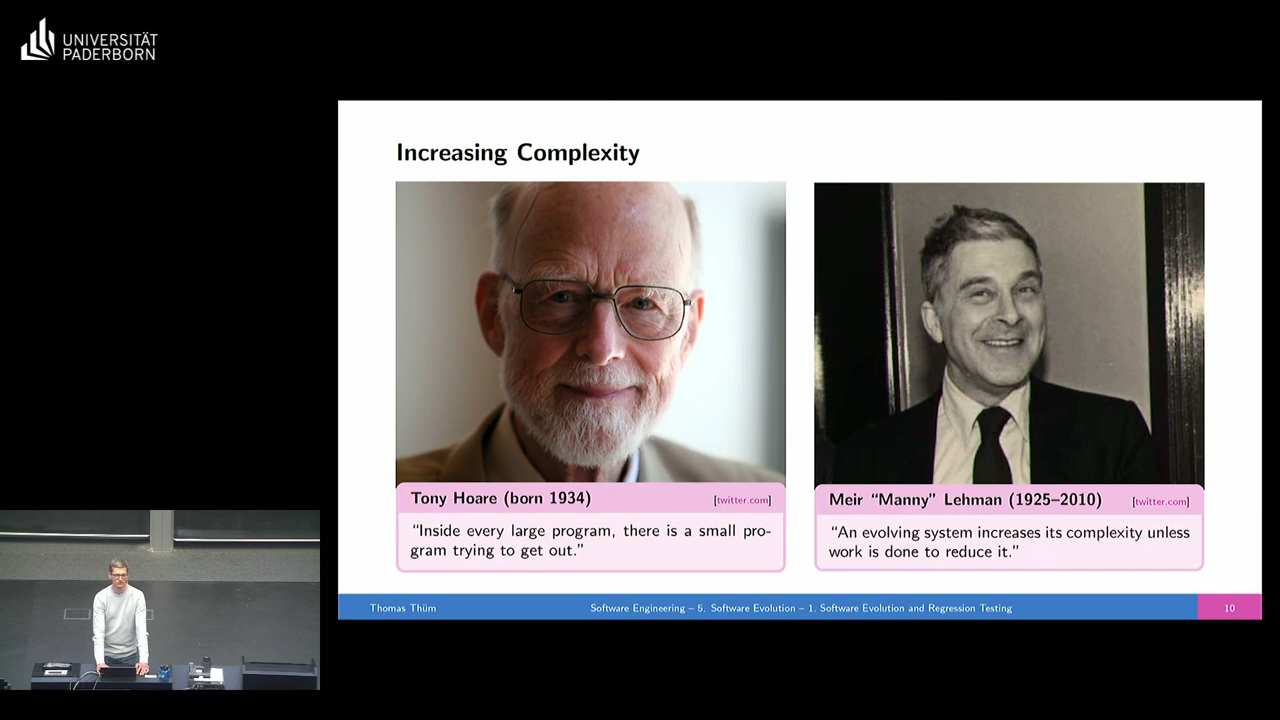 UNIVERSITÄT
PADERBORN
Increasing Complexity
Tony Hoare (born 1934) [twitter.com]
“Inside every large program, there is a small pro-
gram trying to get out.”
Meir “Manny” Lehman (1925–2010) [twitter.com]
“An evolving system increases its complexity unless
work is done to reduce it.”
Thomas Thüm Software Engineering – 5. Software Evolution – 1. Software Evolution and Regression Testing 10